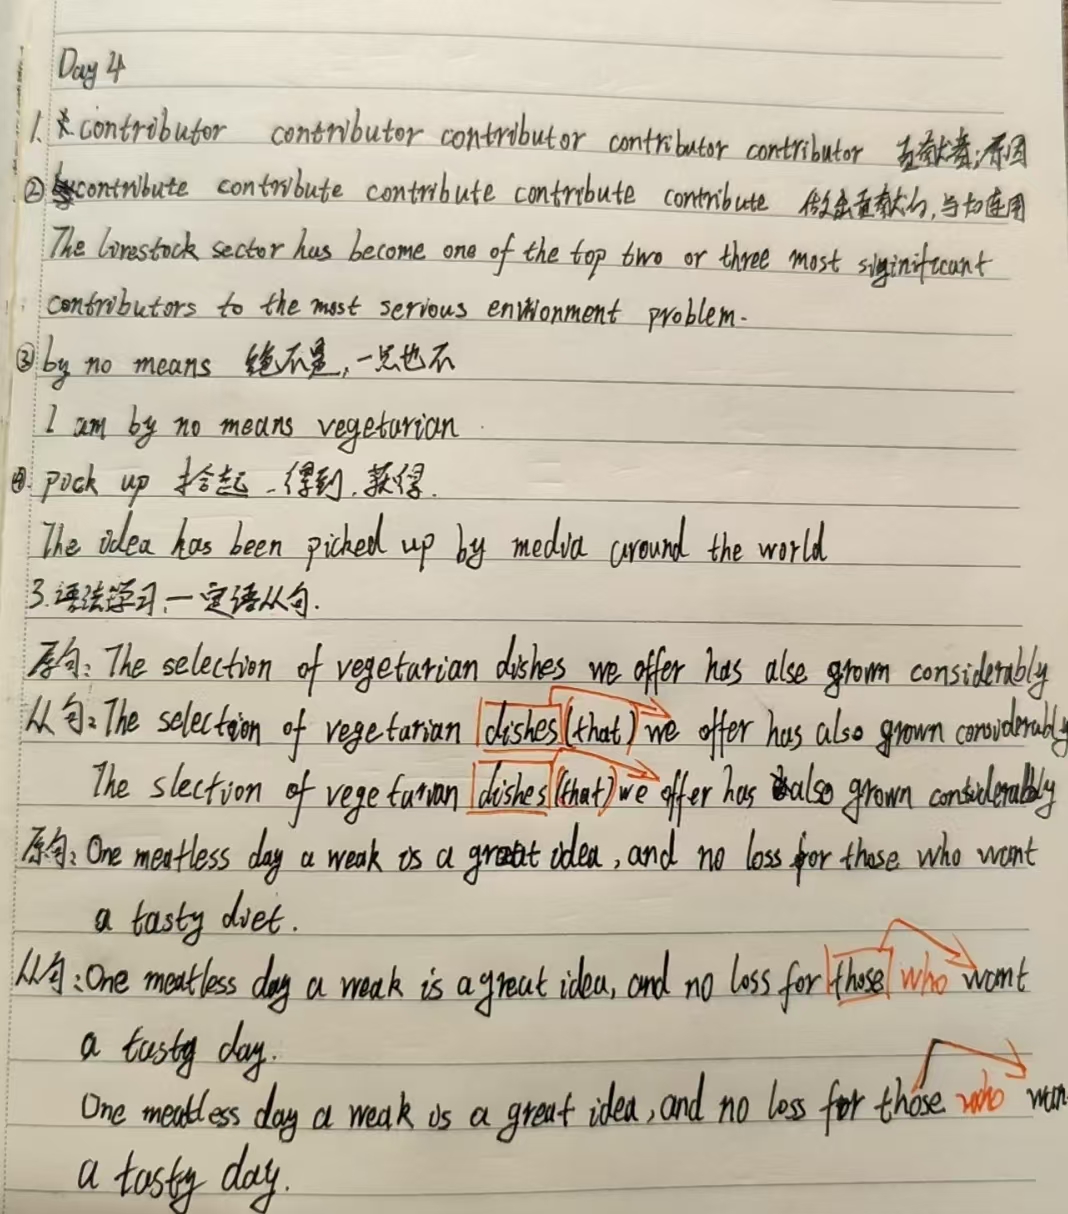 Day 4
1. contributor contributor contributor contributor contributor 贡献者;原因
② contribute contribute contribute contribute contribute 做出贡献,与to连用
The livestock sector has become one of the top two or three most siginificant
contributors to the most serious environment problem.
③ by no means 绝不是,一点也不
I am by no means vegetarian
④. pick up 拾起、得到、获得.
The idea has been picked up by media around the world
3.语法学习.一定语从句.
原句:The selection of vegetarian dishes we offer has alse grown considerably
从句:The selection of vegetarian dishes (that) we offer has also grown considerably
The slection of vegetarian dishes (that) we offer has also grown considerably
原句:One meatless day a weak is a great idea, and no loss for those who want
a tasty diet.
从句:One meatless day a weak is a great idea, and no loss for those who want
a tasty day.
One meatless day a weak is a great idea, and no loss for those who wan
a tasty day.